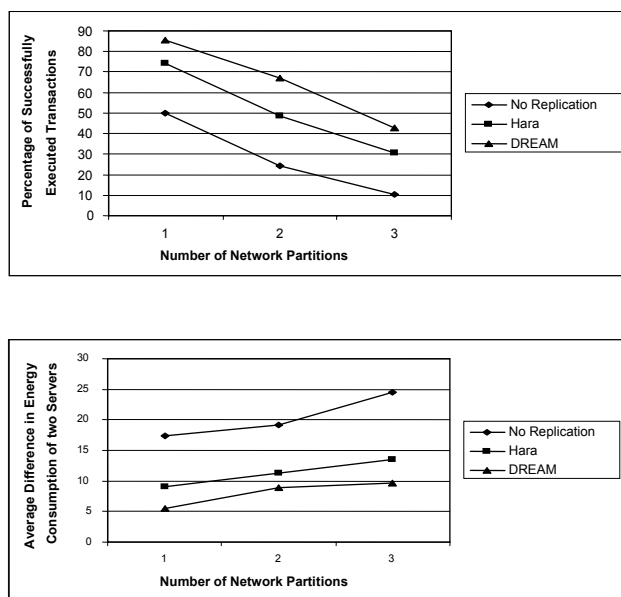 Percentage of Successfully
Executed Transactions
90
80
70
60
50
40
30
20
10
0
1
2
3
Number of Network Partitions
No Replication
Hara
DREAM
Average Difference in Energy
Consumption of two Servers
30
25
20
15
10
5
0
1
2
3
Number of Network Partitions
No Replication
Hara
DREAM